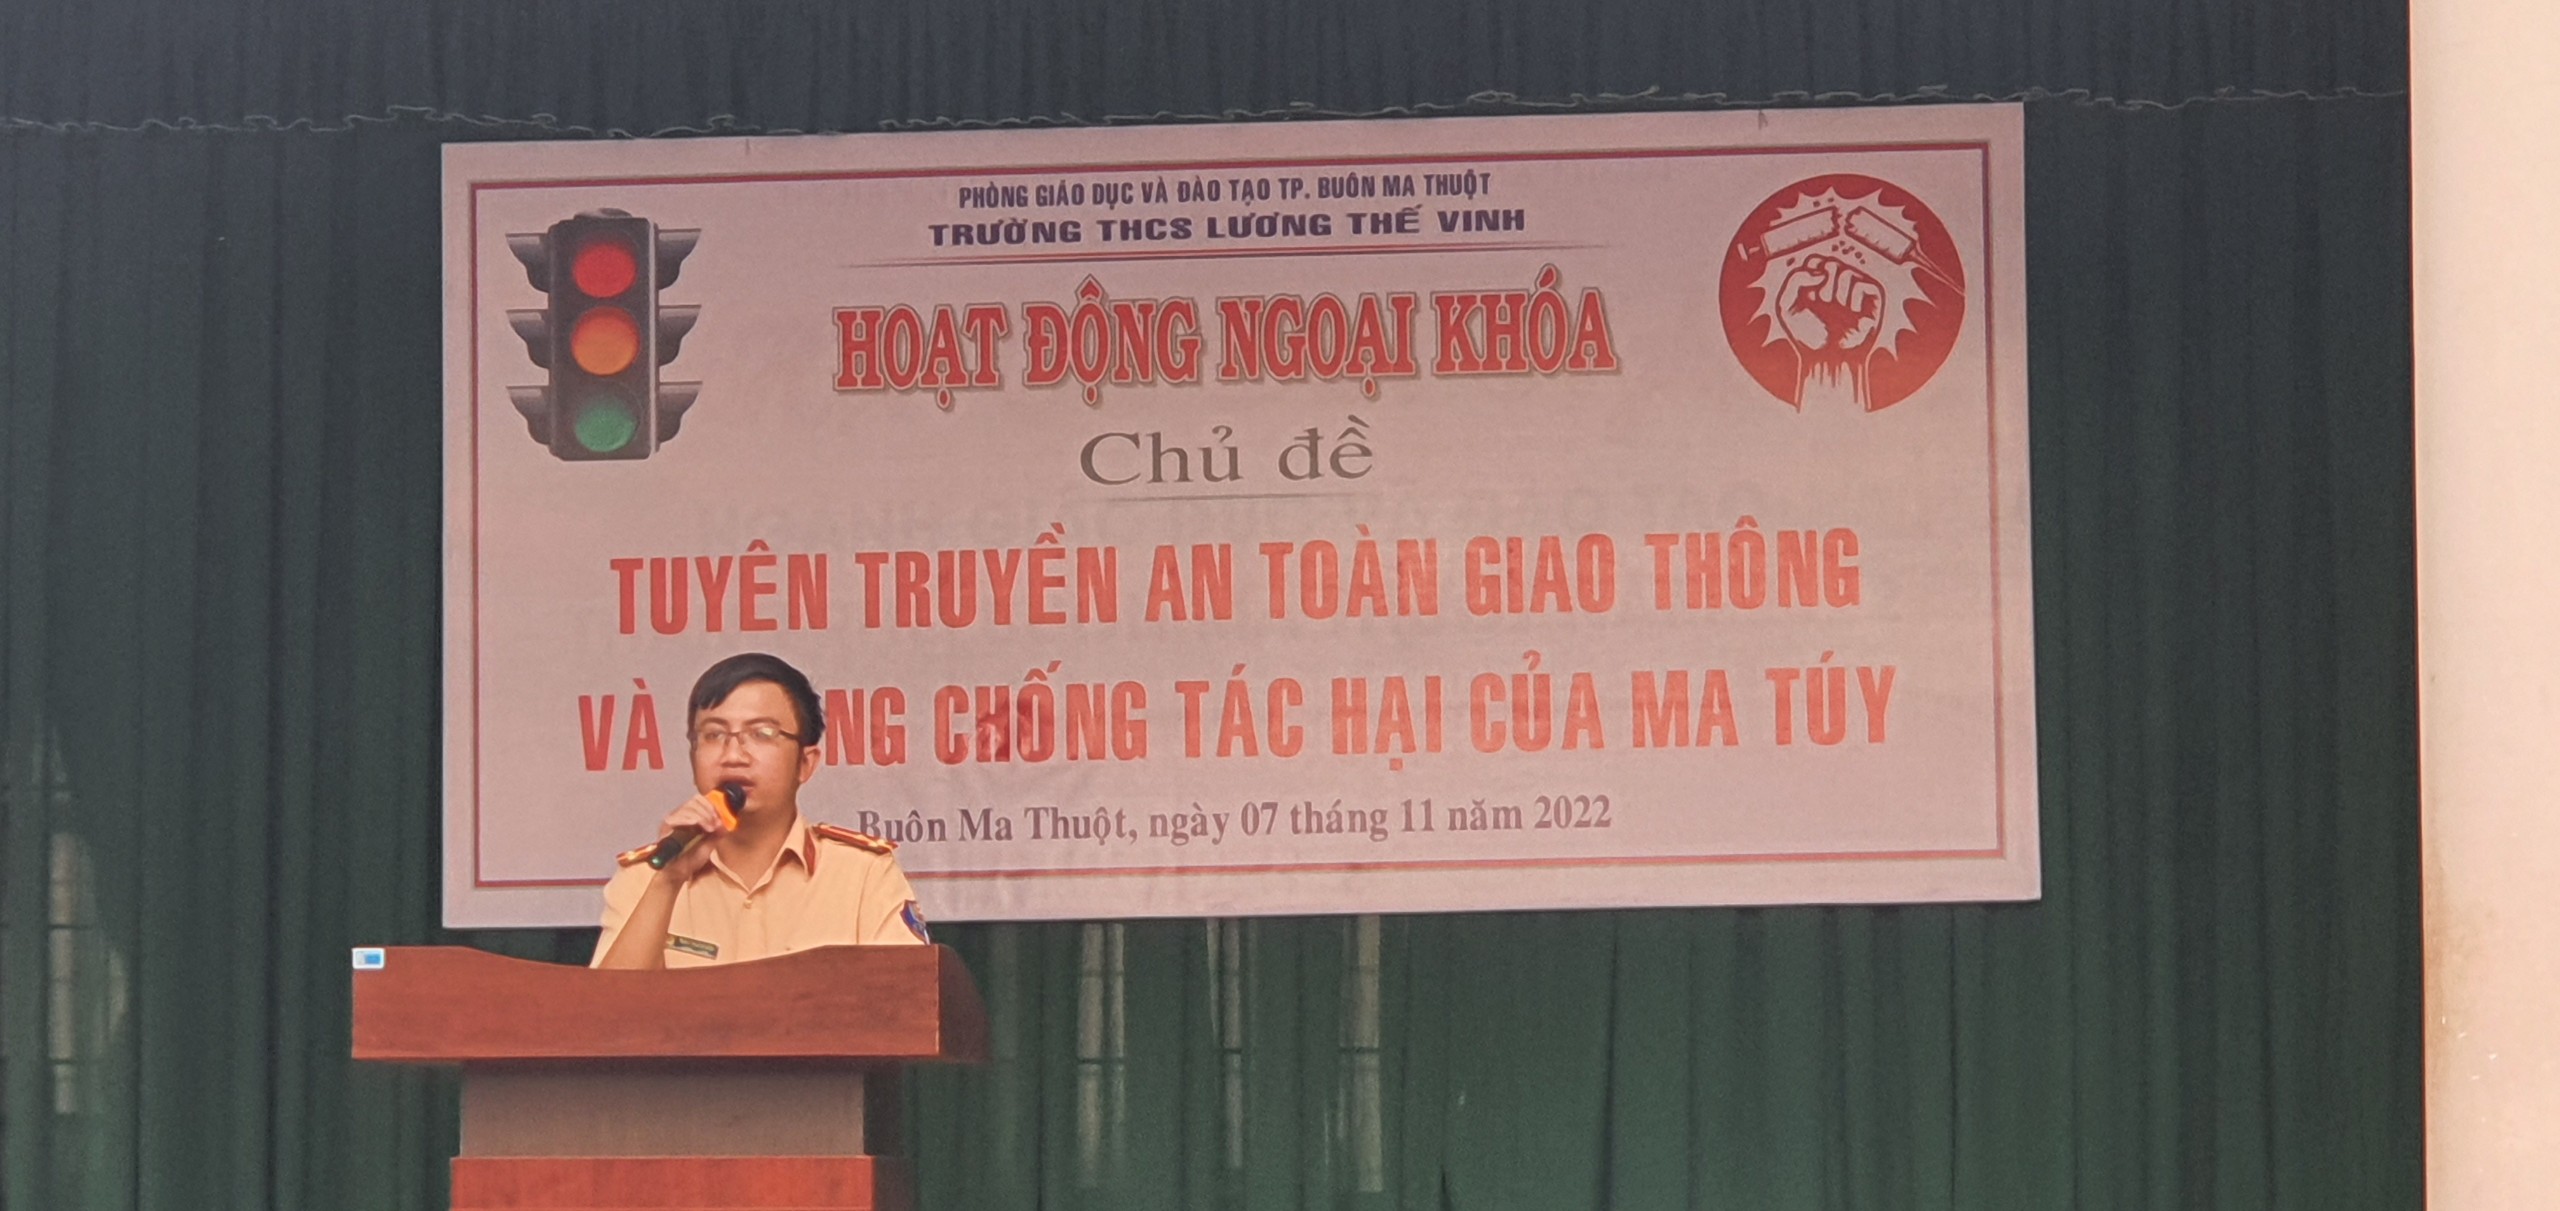 PHÒNG GIÁO DỤC VÀ ĐÀO TẠO TP. BUÔN MA THUỘT
TRƯỜNG THCS LƯƠNG THẾ VINH
HOẠT ĐỘNG NGOẠI KHÓA
Chủ đề
TUYÊN TRUYỀN AN TOÀN GIAO THÔNG
VÀ NG CHỐNG TÁC HẠI CỦA MA TÚY
Buôn Ma Thuột, ngày 07 tháng 11 năm 2022